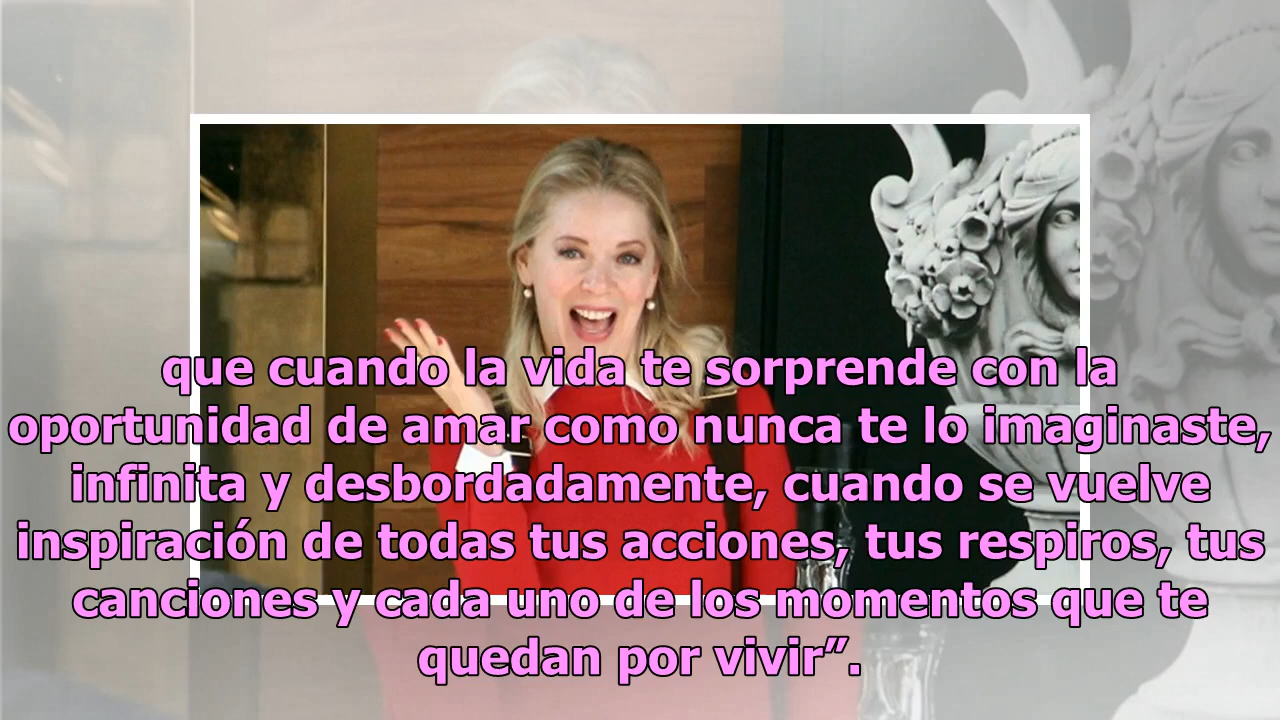 que cuando la vida te sorprende con la
oportunidad de amar como nunca te lo imaginaste,
infinita y desbordadamente, cuando se vuelve
inspiración de todas tus acciones, tus respiros, tus
canciones y cada uno de los momentos que te
quedan por vivir”.